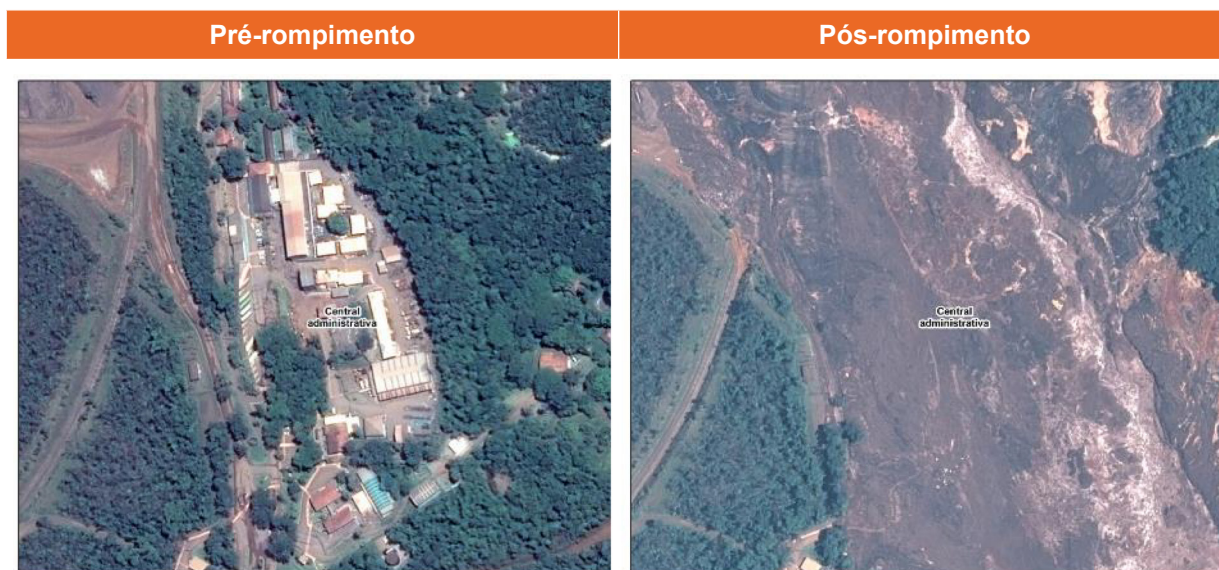 Pré-rompimento
Pós-rompimento
Central
administrativa
Central
administrativa